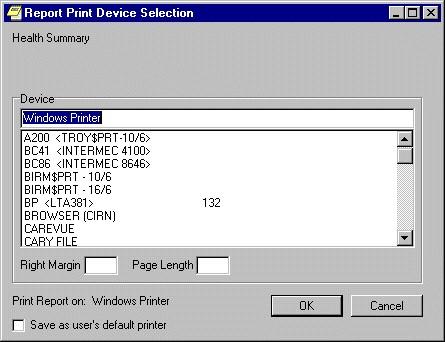 Report Print Device Selection
Health Summary
Device
Windows Printer
A200 <TROY$PRT-10/6>
BC41 <INTERMEC 4100>
BC86 <INTERMEC 8646>
BIRM$PRT - 10/6
BIRM$PRT - 16/6
BP <LTA381> 132
BROWSER (CIRN)
CAREVUE
CARY FILE
Right Margin Page Length
Print Report on: Windows Printer
OK Cancel
Save as user's default printer